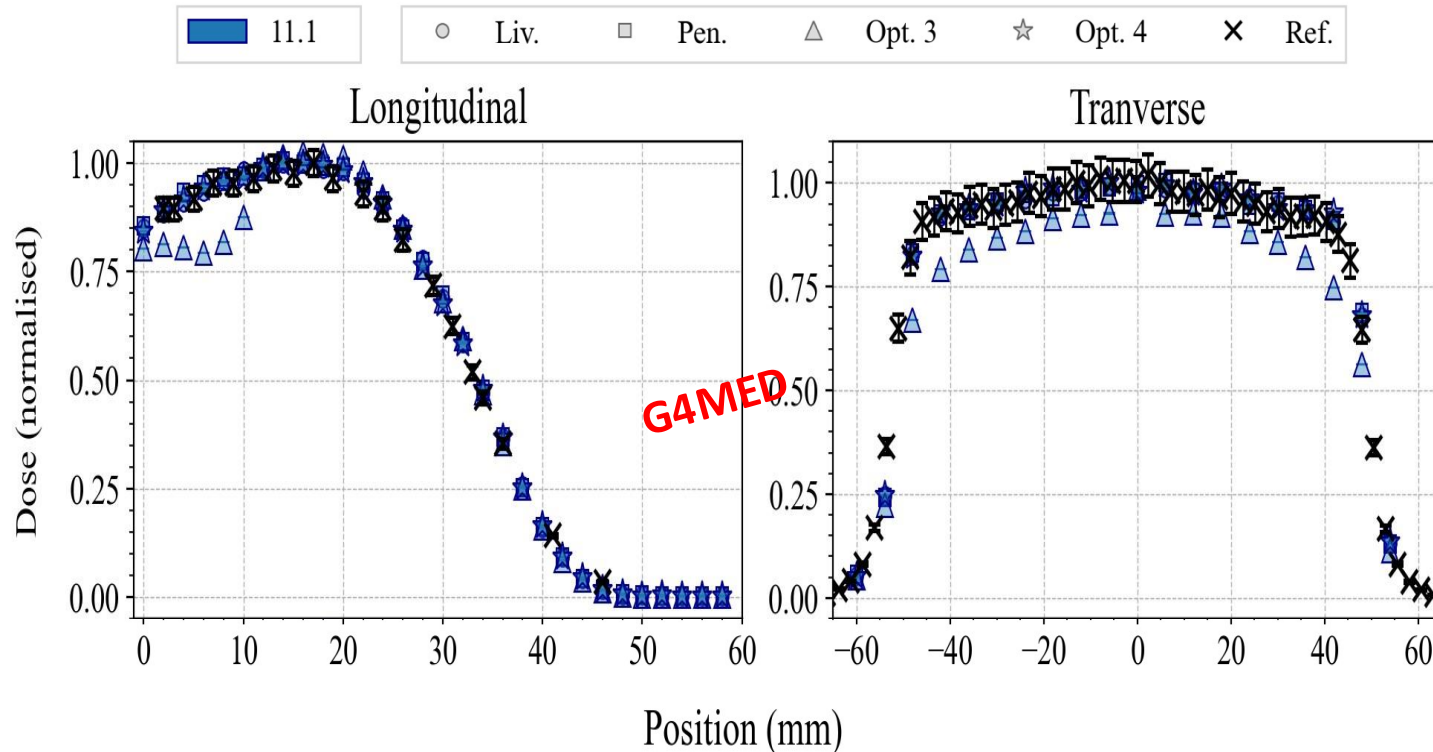 11.1 Liv. Pen. Opt. 3 Opt. 4 Ref.
Longitudinal Tranverse
Dose (normalised)
1.00
0.75
0.50
0.25
0.00
0 10 20 30 40 50 60
1.00
0.75
0.50
0.25
0.00
−60 −40 −20 0 20 40 60
G4MED
Position (mm)